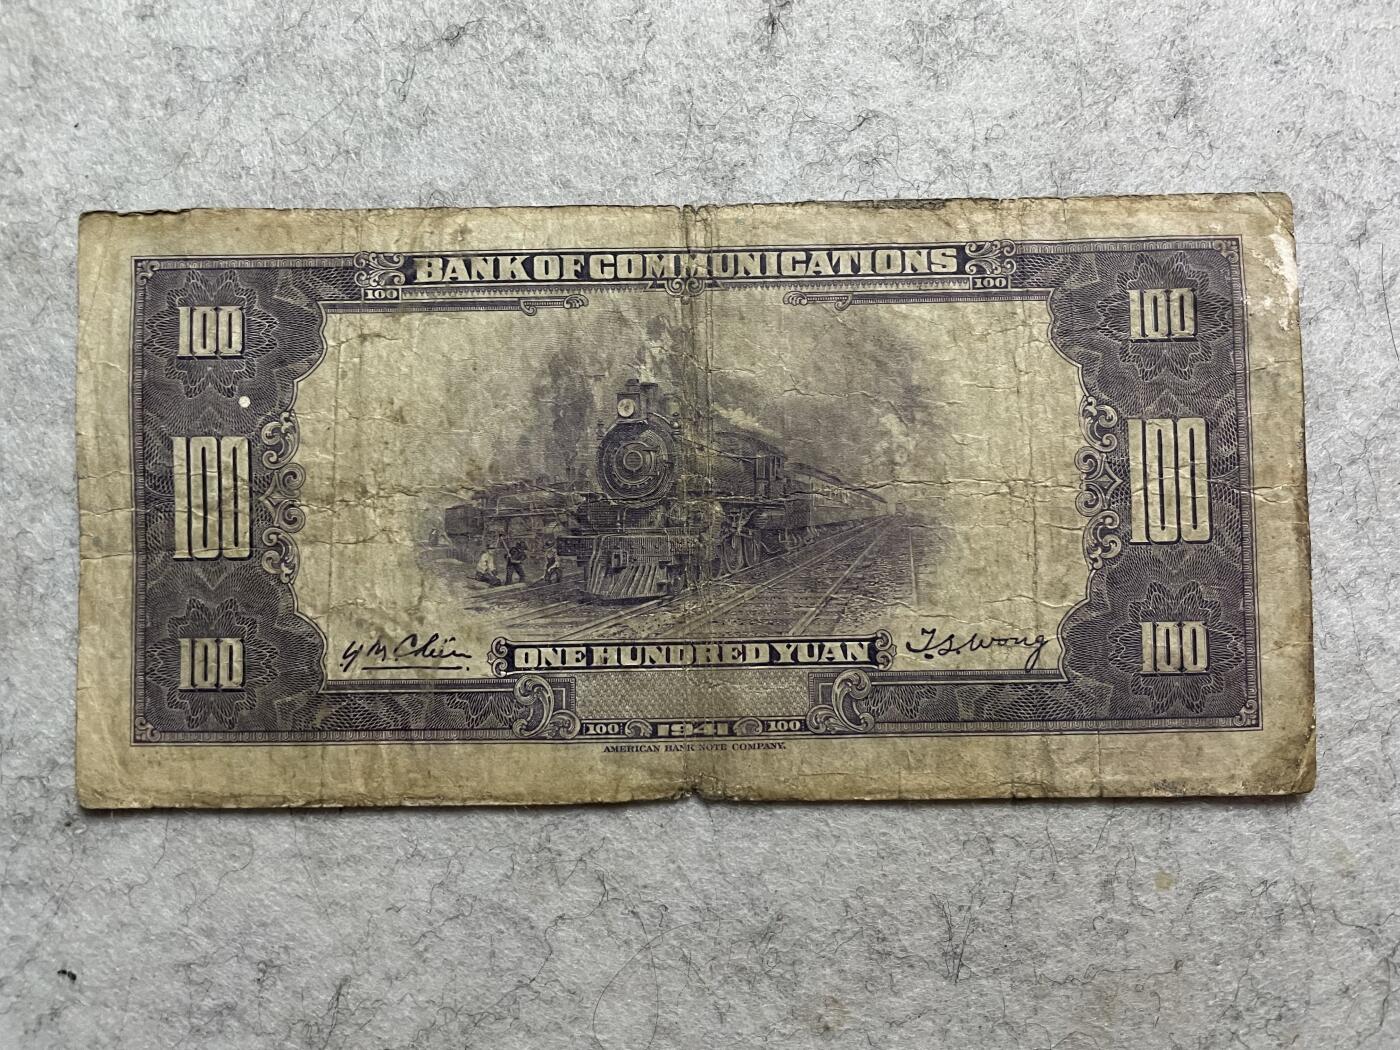 BANK OF COMMUNICATIONS
100 100
100 100
100 100
100 100
Y M Chien T.S.Wong
ONE HUNDRED YUAN
100 1941 100
AMERICAN BANK NOTE COMPANY.